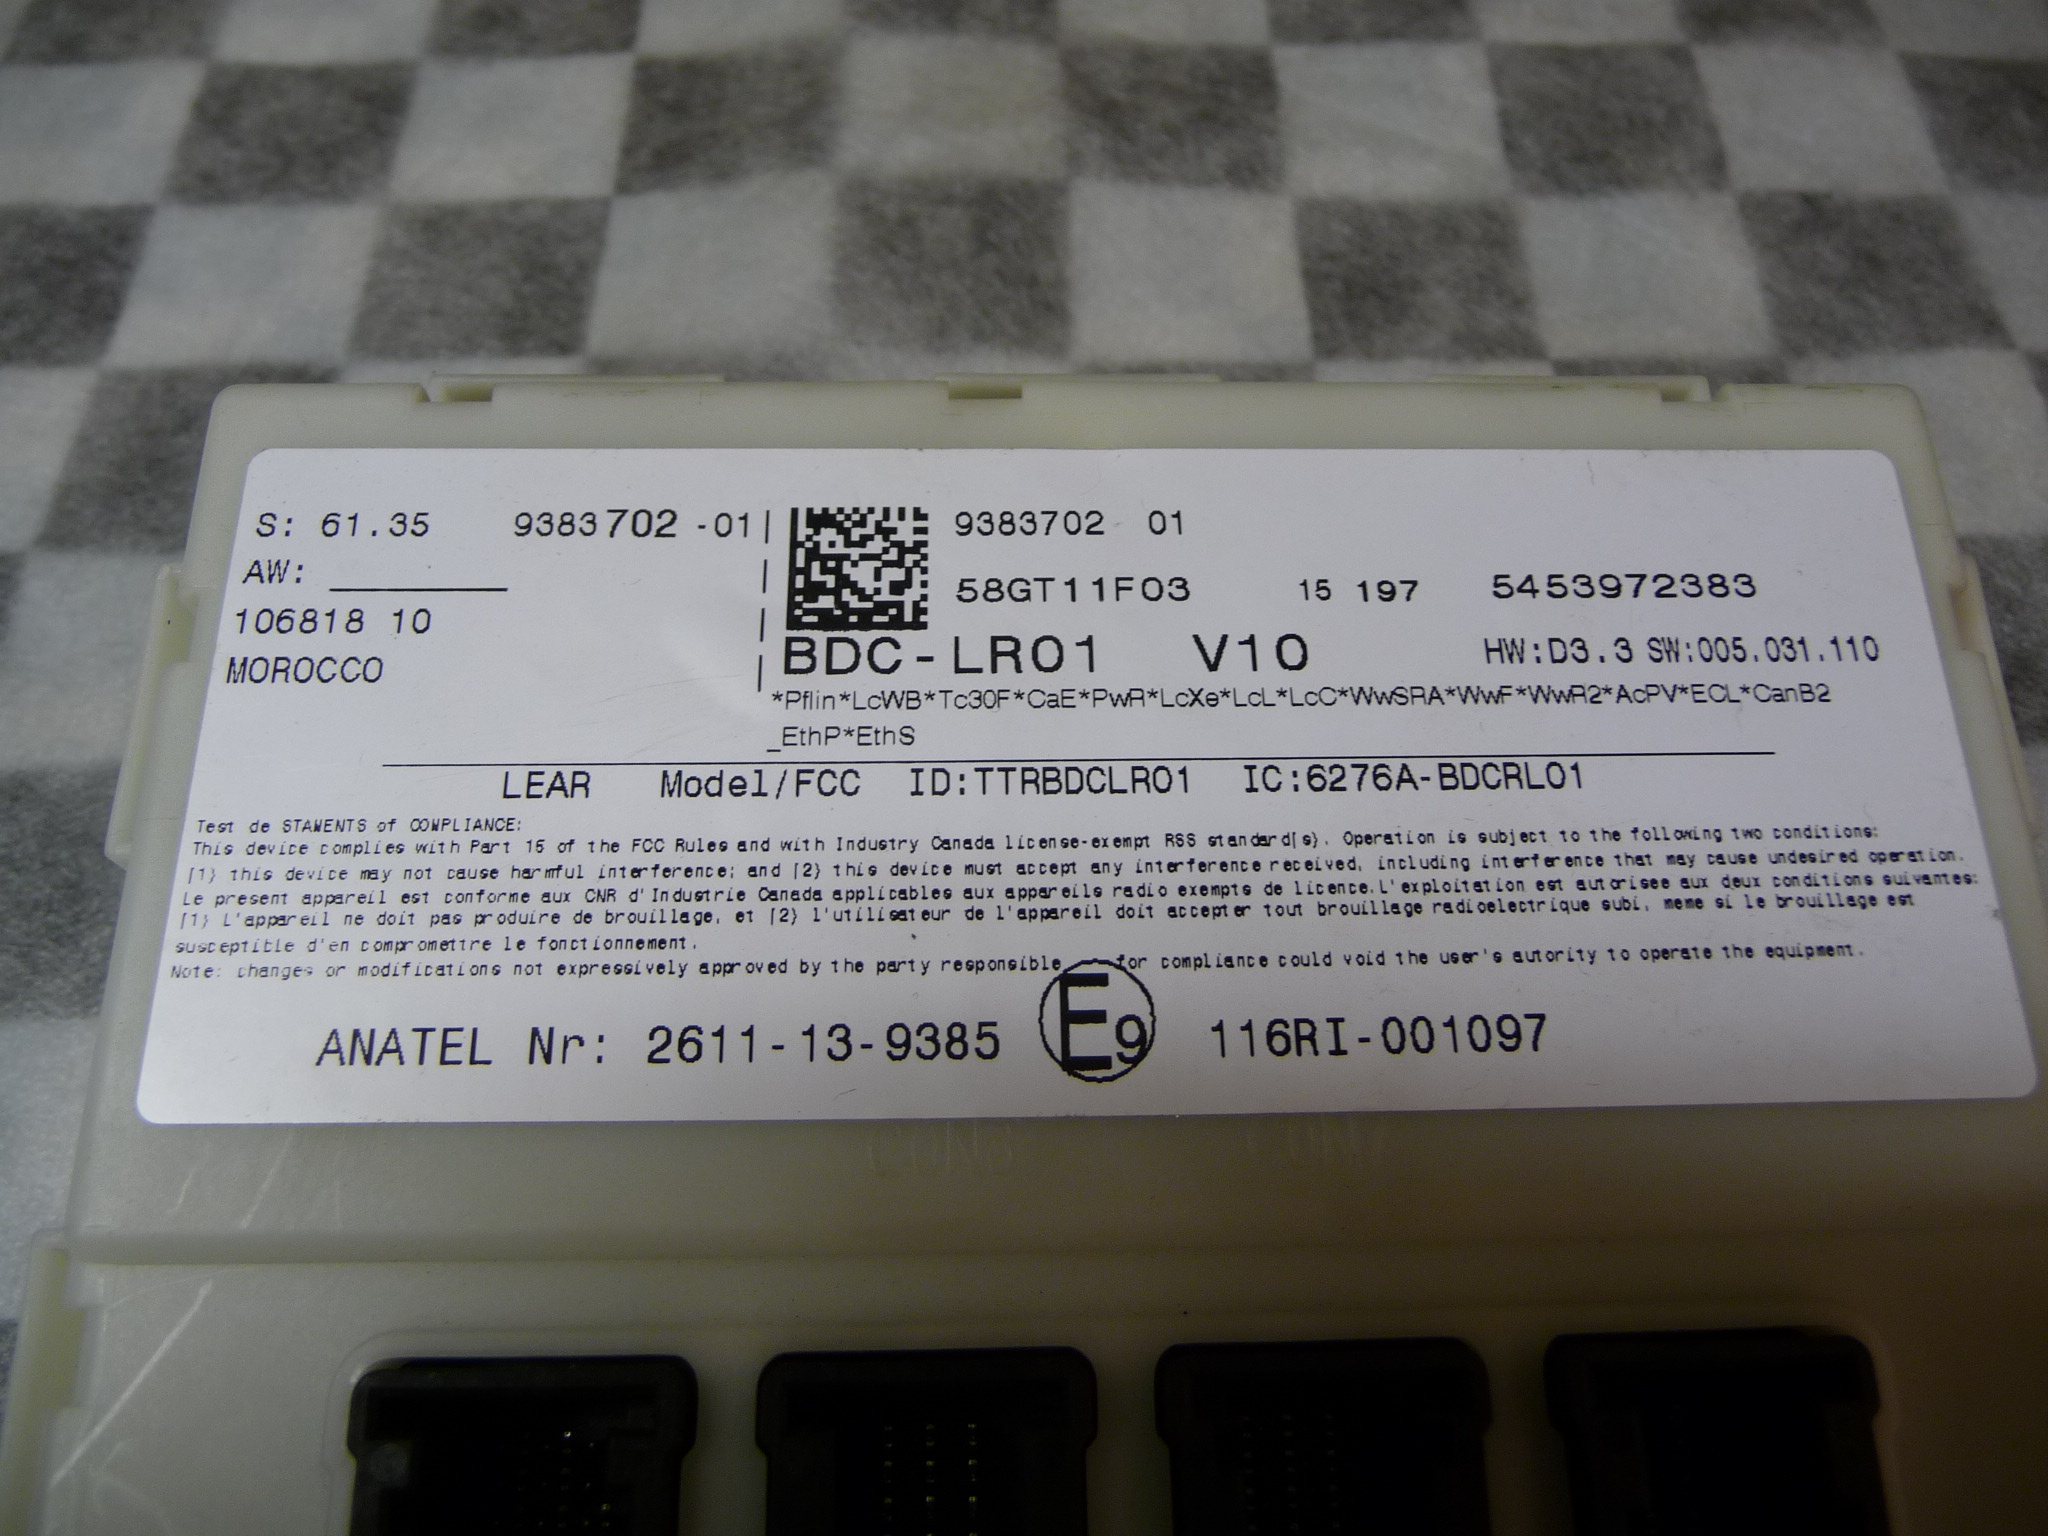 S: 61.35 9383702 -01
AW:
106818 10
MOROCCO
9383702 01
58GT11F03 15 197 5453972383
BDC-LR01 V10 HW:D3.3 SW:005.031.110
*Pflin*LcWB*Tc30F*CaE*PwR*LcXe*LcL*LcC*WwSRA*WwF*WwR2*AcPV*ECL*CanB2
_EthP*EthS
LEAR Model/FCC ID:TTRBDCLR01 IC:6276A-BDCRL01
Test de STAWENTS of COWPLIANCE:
This device complies with Part 15 of the FCC Rules and with Industry Canada license-exempt RSS standard(s). Operation is subject to the following two conditions:
(1) this device may not cause harmful interference; and (2) this device must accept any interference received, including interference that may cause undesired operation.
Le present appareil est conforme aux CNR d'Industrie Canada applicables aux appareils radio exempts de licence.L'exploitation est autorisee aux deux conditions suivantes:
(1) L'appareil ne doit pas produire de brouillage, et (2) l'utilisateur de l'appareil doit accepter tout brouillage radioelectrique subi, meme si le brouillage est
susceptible d'en compromettre le fonctionnement.
Note: changes or modifications not expressively approved by the party responsible for compliance could void the user's autority to operate the equipment.
ANATEL Nr: 2611-13-9385 E9 116RI-001097